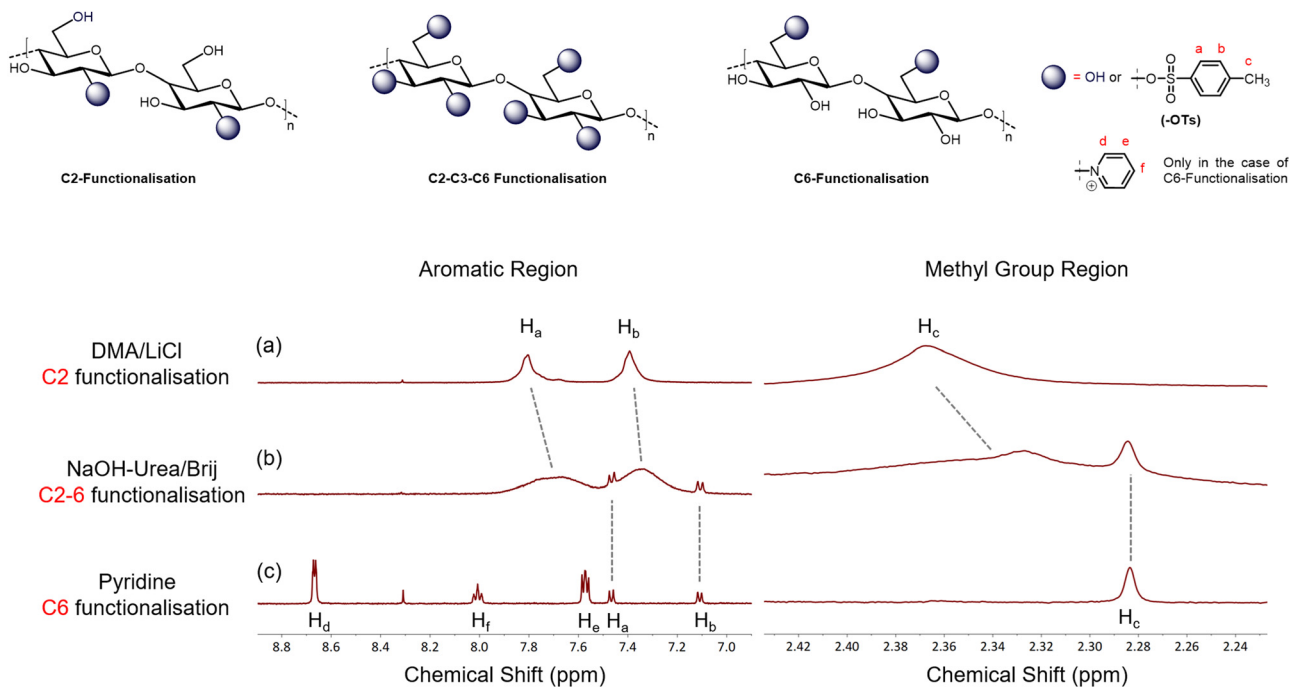 OH
O
HO
O
OH
O
HO
O
n
C2-Functionalisation
O
O
O
O
n
C2-C3-C6 Functionalisation
O
HO
OH
O
O
HO
OH
O
n
C6-Functionalisation
= OH or
O
S
O
O
a
b
c
CH3
(-OTs)
d
e
f
N
⊕
Only in the case of
C6-Functionalisation
Aromatic Region
Methyl Group Region
DMA/LiCl
C2 functionalisation
(a)
Ha
Hb
Hc
NaOH-Urea/Brij
C2-6 functionalisation
(b)
Pyridine
C6 functionalisation
(c)
Hd
Hf
He
Ha
Hb
Hc
8.8 8.6 8.4 8.2 8.0 7.8 7.6 7.4 7.2 7.0
2.42 2.40 2.38 2.36 2.34 2.32 2.30 2.28 2.26 2.24
Chemical Shift (ppm)
Chemical Shift (ppm)